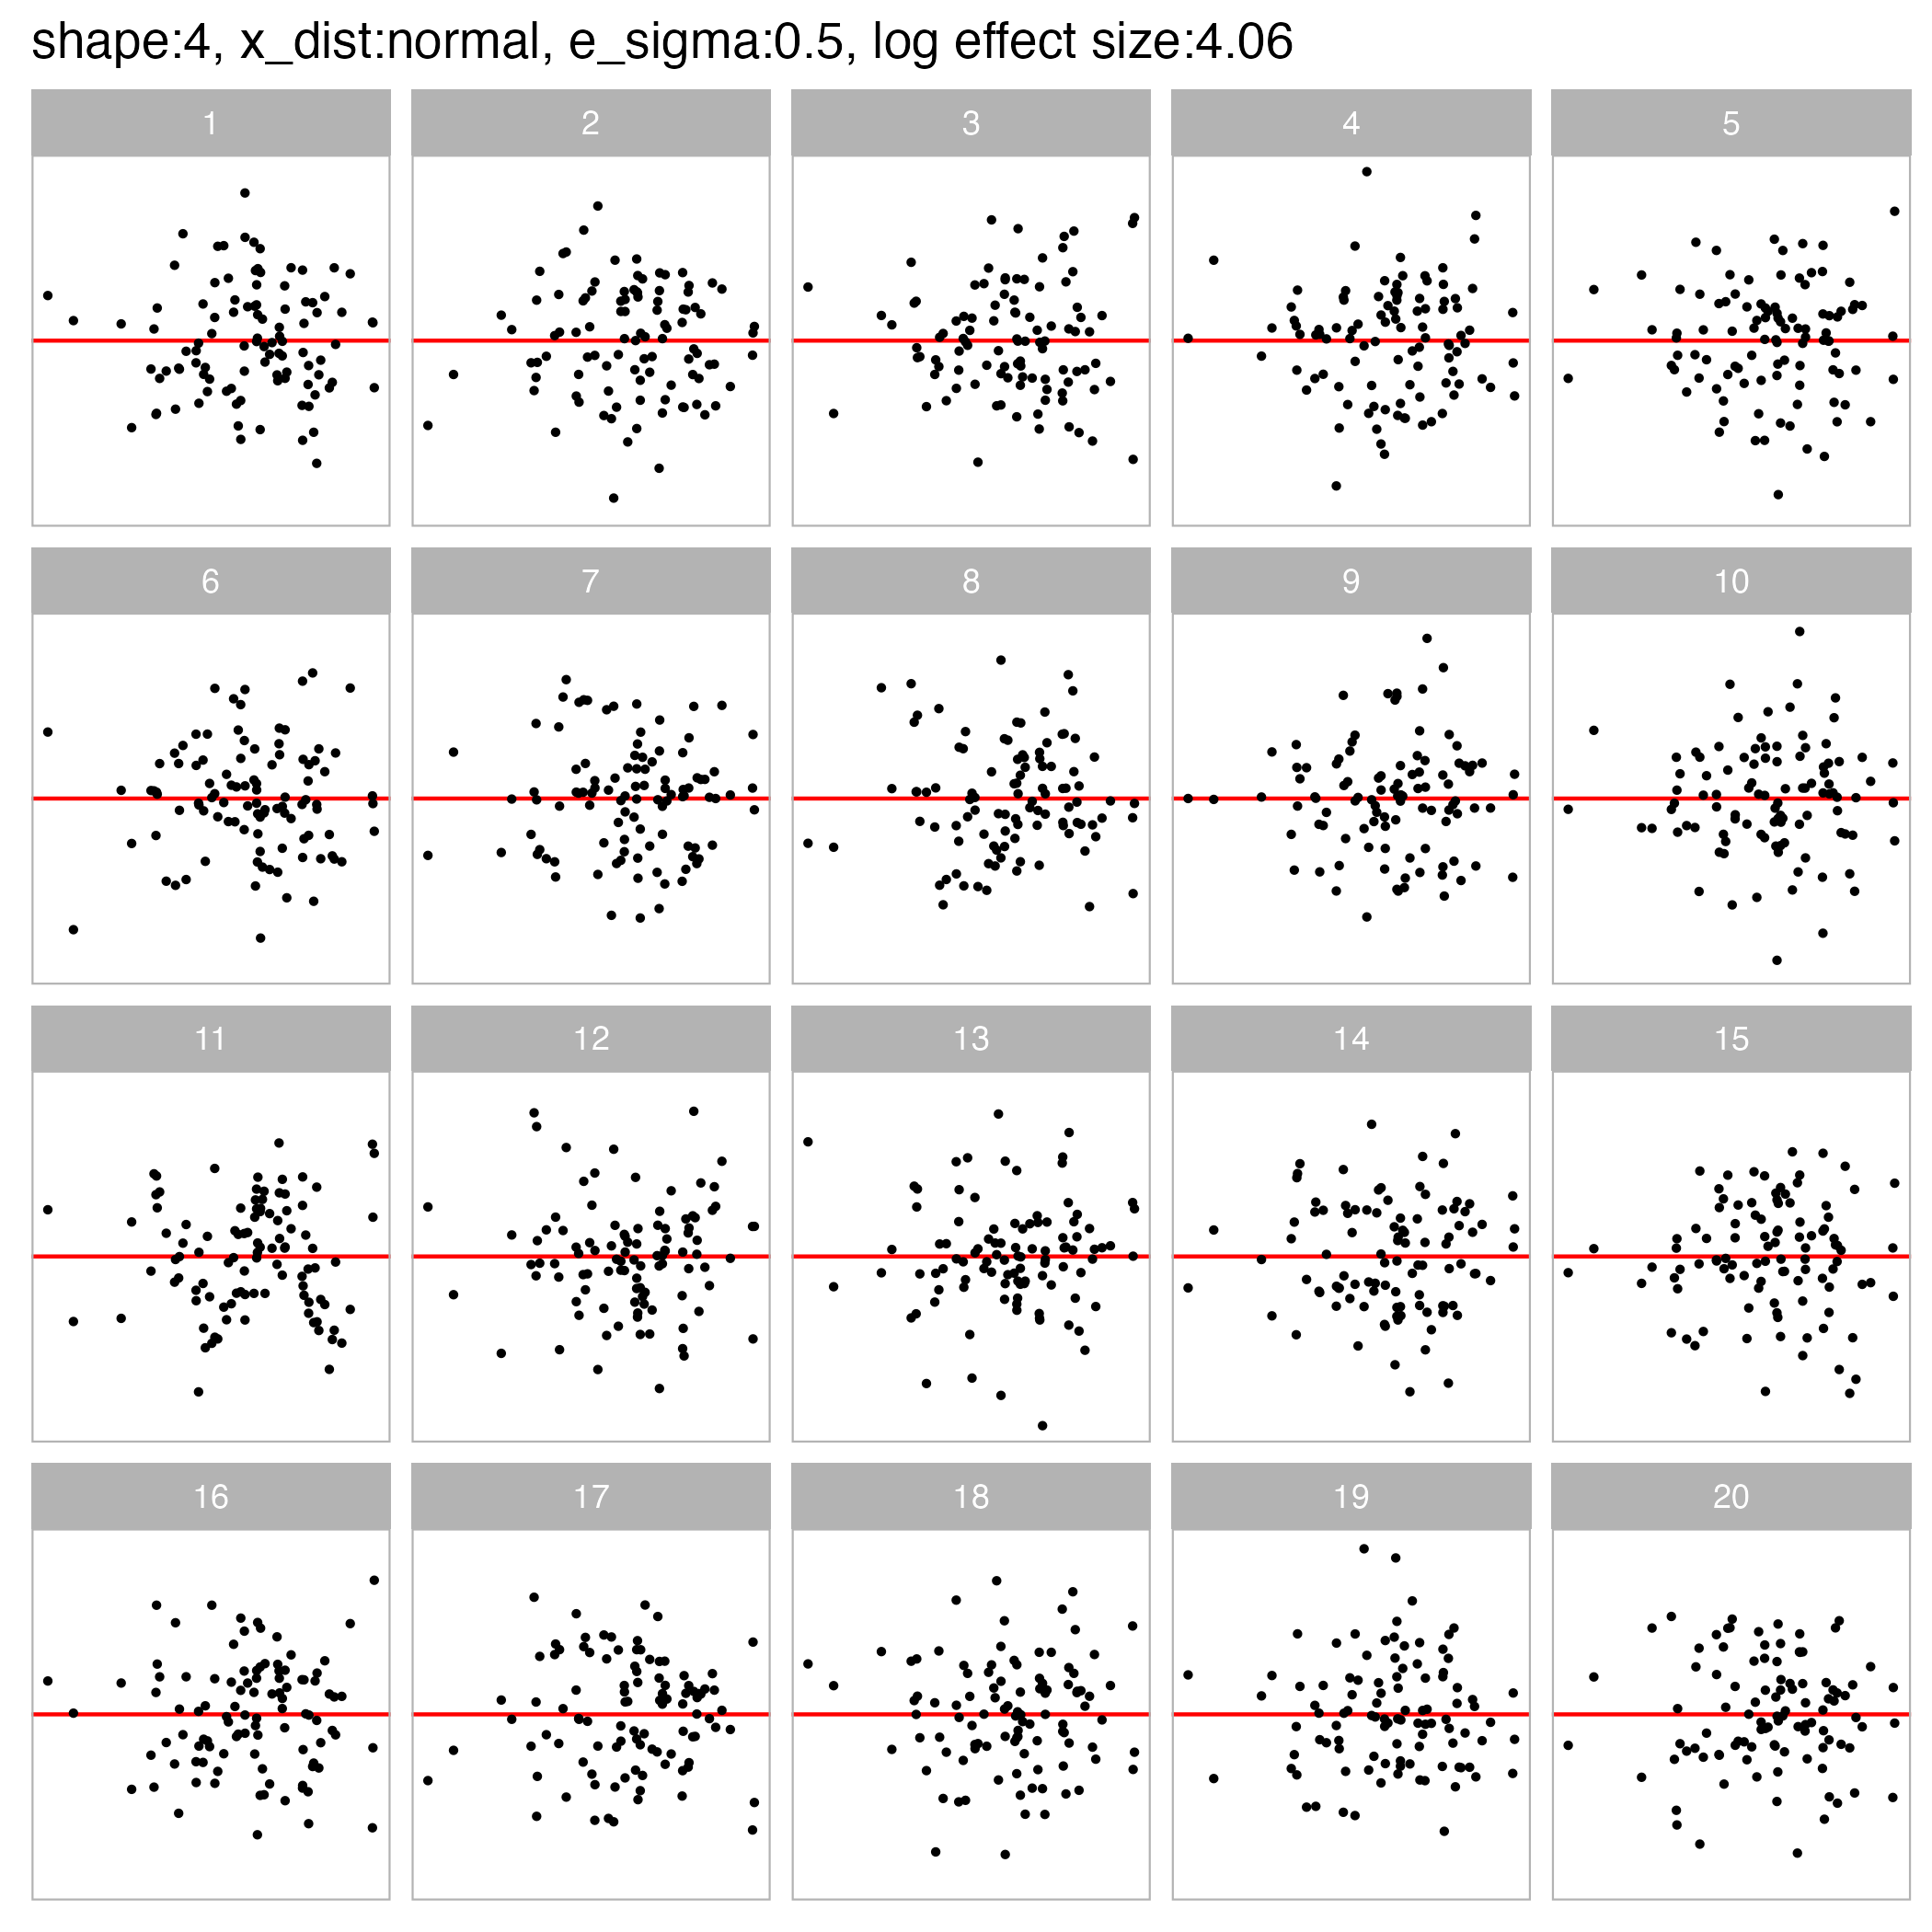 shape:4, x_dist:normal, e_sigma:0.5, log effect size:4.06
1 2 3 4 5
6 7 8 9 10
11 12 13 14 15
16 17 18 19 20